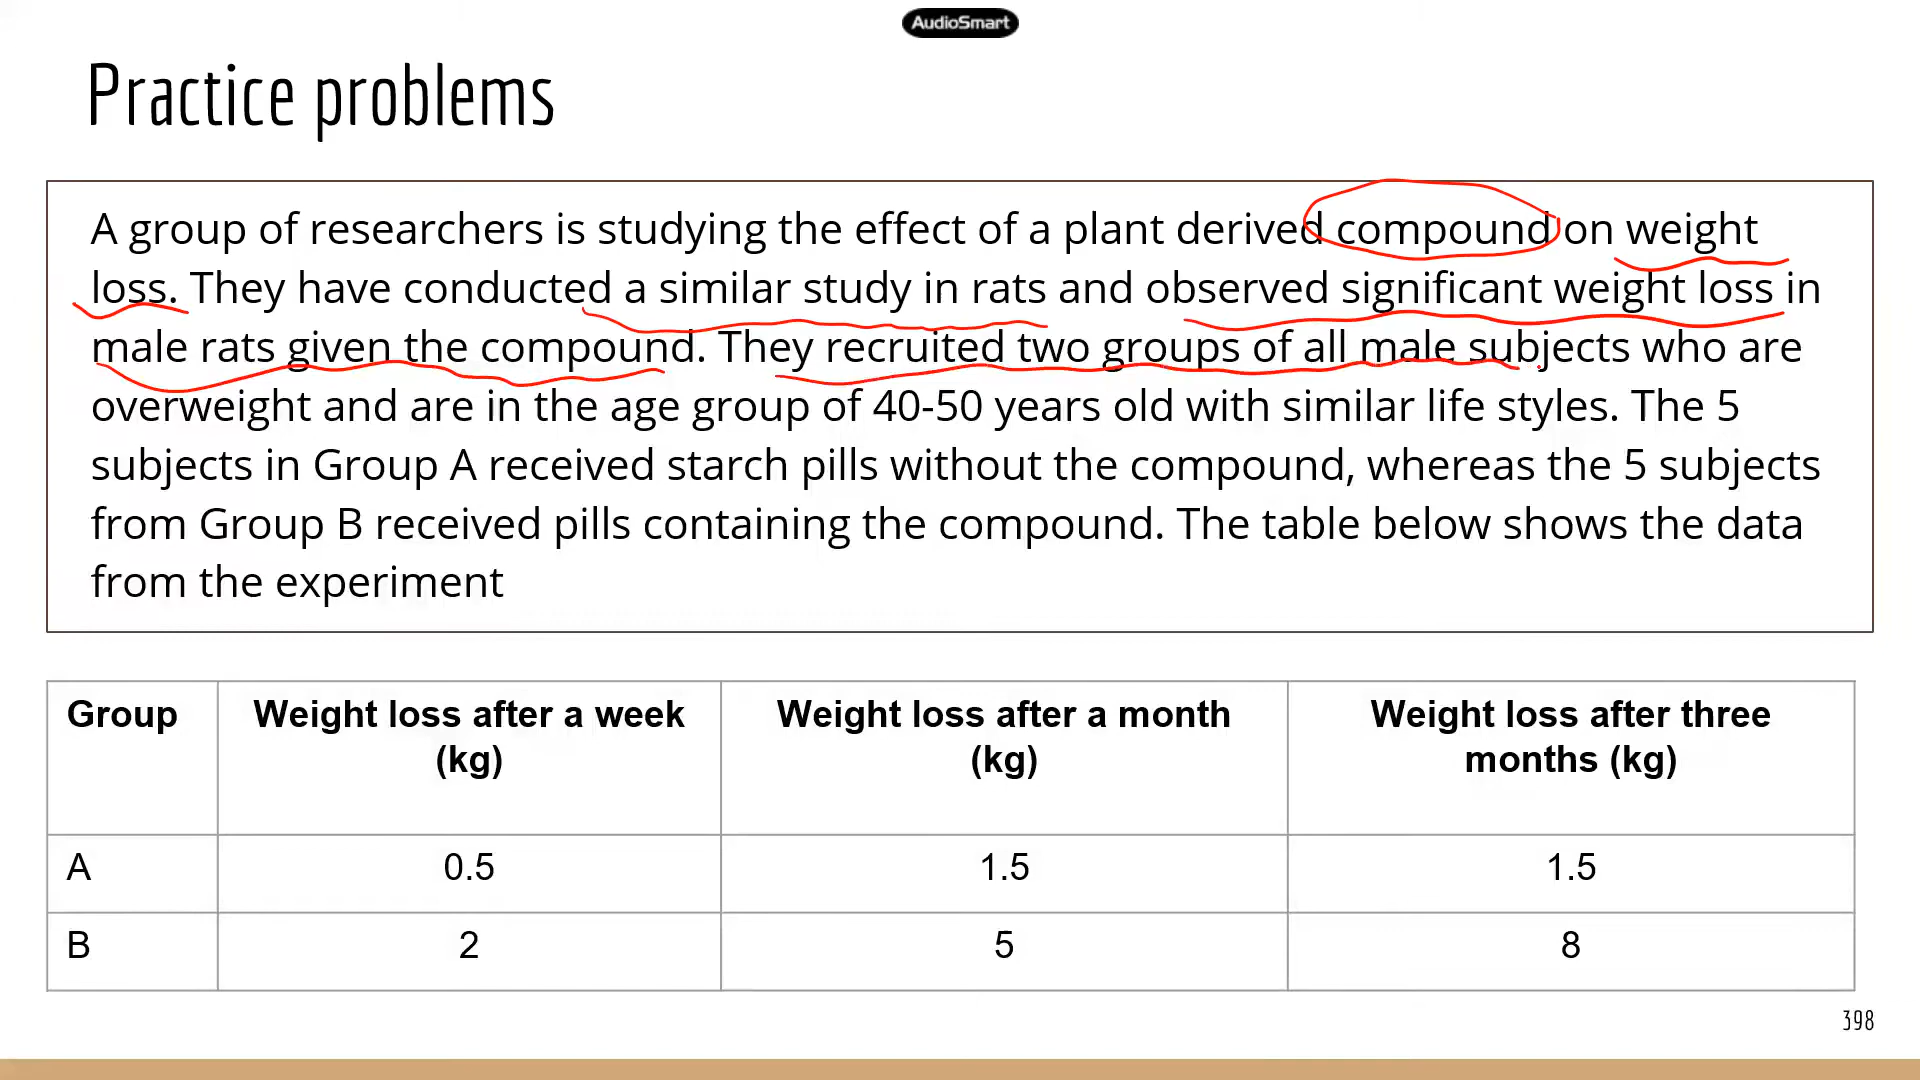 AudioSmart
Practice problems
A group of researchers is studying the effect of a plant derived compound on weight
loss. They have conducted a similar study in rats and observed significant weight loss in
male rats given the compound. They recruited two groups of all male subjects who are
overweight and are in the age group of 40-50 years old with similar life styles. The 5
subjects in Group A received starch pills without the compound, whereas the 5 subjects
from Group B received pills containing the compound. The table below shows the data
from the experiment
Group Weight loss after a week Weight loss after a month Weight loss after three
(kg) (kg) months (kg)
A 0.5 1.5 1.5
B 2 5 8
398